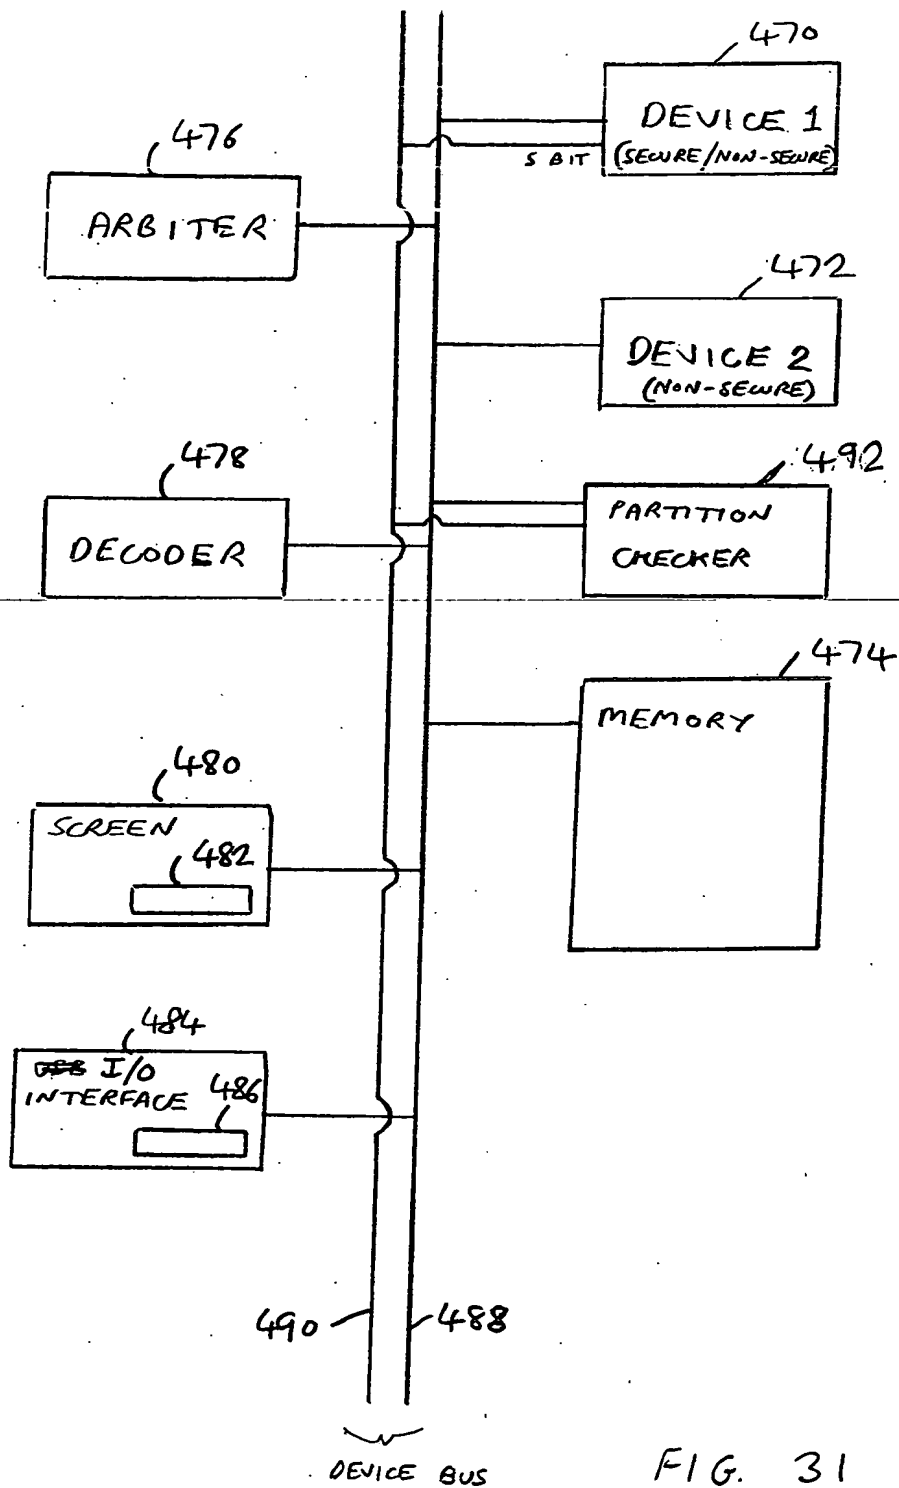 470
DEVICE 1
(SECURE/NON-SECURE)
S BIT
476
ARBITER
472
DEVICE 2
(NON-SECURE)
478
DECODER
492
PARTITION
CHECKER
474
MEMORY
480
SCREEN
482
484
I/O
INTERFACE
486
490
488
DEVICE BUS
FIG. 31